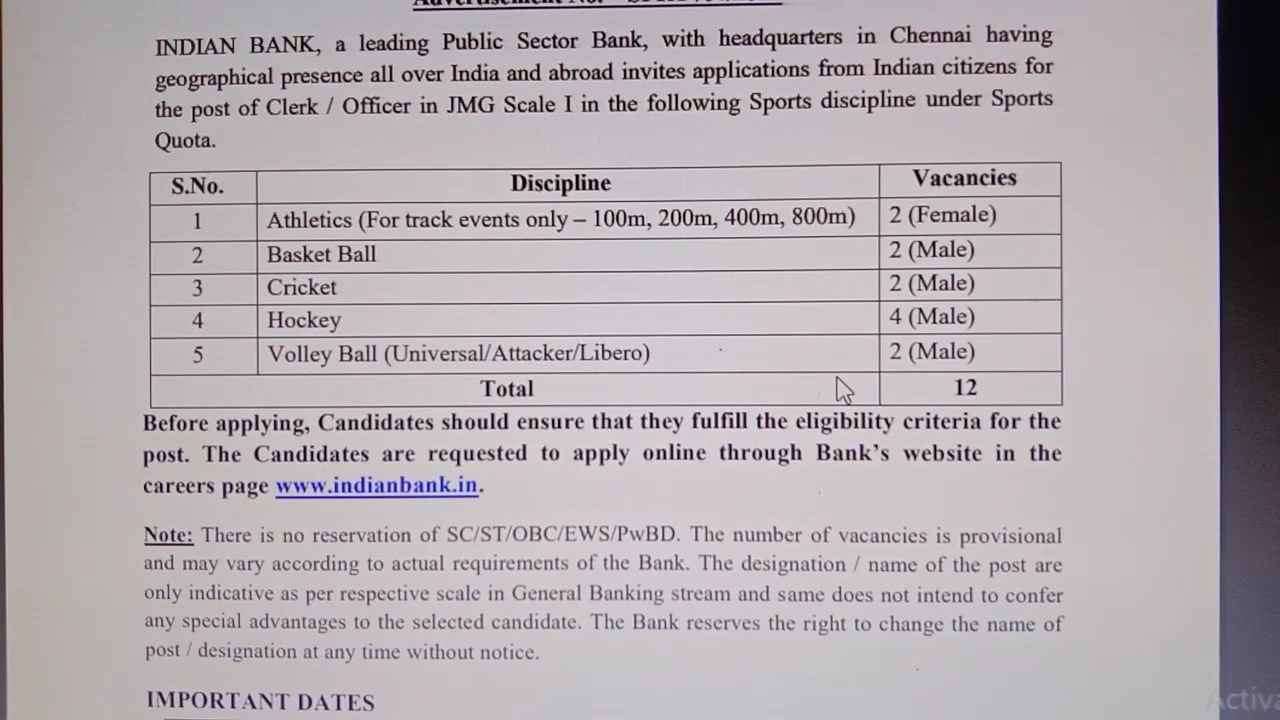 INDIAN BANK, a leading Public Sector Bank, with headquarters in Chennai having
geographical presence all over India and abroad invites applications from Indian citizens for
the post of Clerk / Officer in JMG Scale I in the following Sports discipline under Sports
Quota.
S.No. Discipline Vacancies
1 Athletics (For track events only – 100m, 200m, 400m, 800m) 2 (Female)
2 Basket Ball 2 (Male)
3 Cricket 2 (Male)
4 Hockey 4 (Male)
5 Volley Ball (Universal/Attacker/Libero) 2 (Male)
Total 12
Before applying, Candidates should ensure that they fulfill the eligibility criteria for the
post. The Candidates are requested to apply online through Bank's website in the
careers page www.indianbank.in.
Note: There is no reservation of SC/ST/OBC/EWS/PwBD. The number of vacancies is provisional
and may vary according to actual requirements of the Bank. The designation / name of the post are
only indicative as per respective scale in General Banking stream and same does not intend to confer
any special advantages to the selected candidate. The Bank reserves the right to change the name of
post / designation at any time without notice.
IMPORTANT DATES